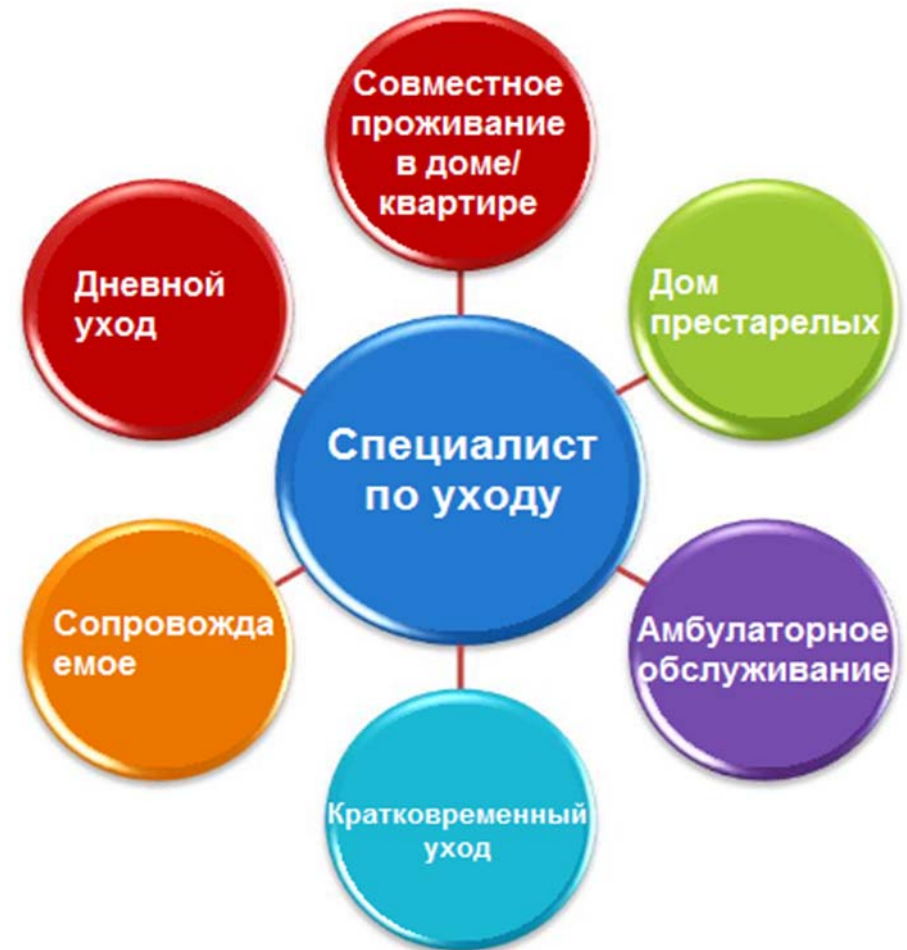 Совместное
проживание
в доме/
квартире
Дом
престарелых
Амбулаторное
обслуживание
Кратковременный
уход
Сопровожда
емое
Дневной
уход
Специалист
по уходу